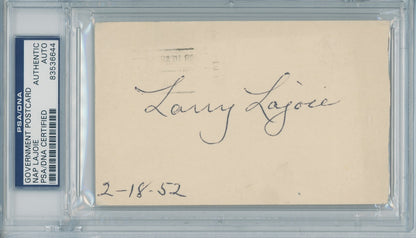 PSA/DNA
GOVERNMENT POSTCARD
NAP LAJOIE
PSA/DNA CERTIFIED
AUTHENTIC
AUTO
83536644
Larry Lajoie
2-18-52